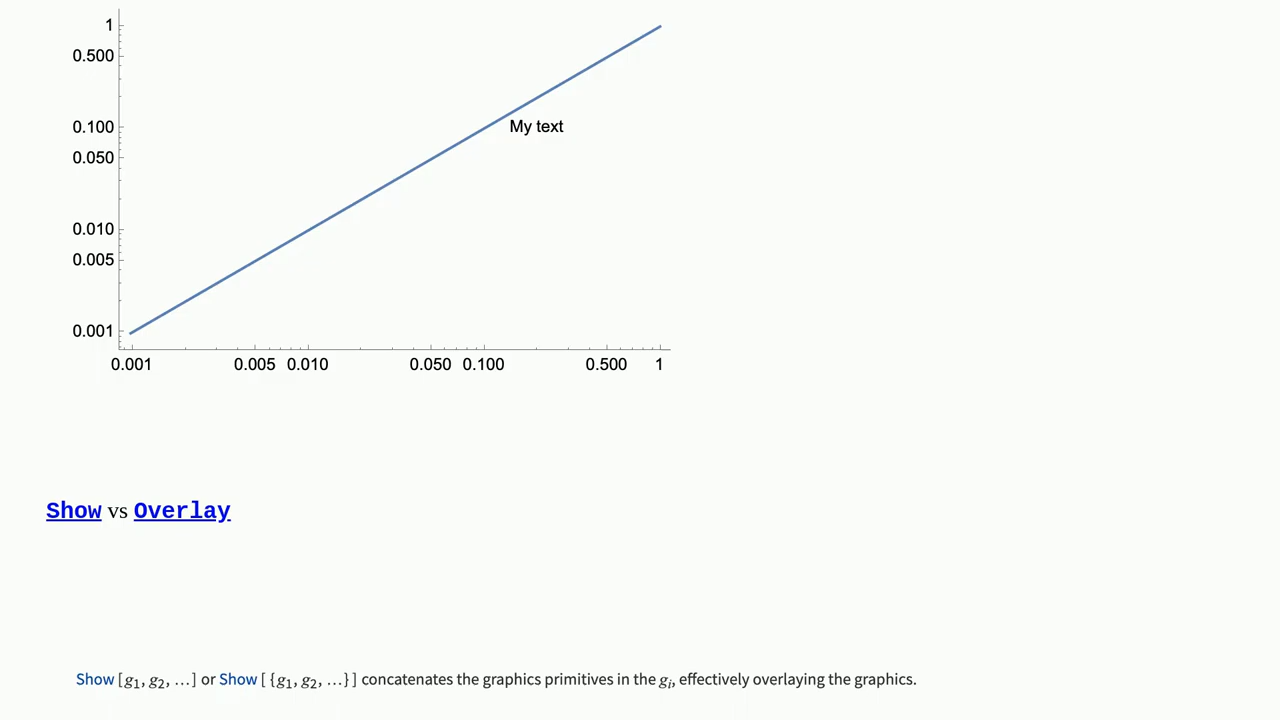 1
0.500
0.100
My text
0.050
0.010
0.005
0.001
0.001 0.005 0.010 0.050 0.100 0.500 1
Show vs Overlay
Show[g₁, g₂, …] or Show[{g₁, g₂, …}] concatenates the graphics primitives in the gᵢ, effectively overlaying the graphics.